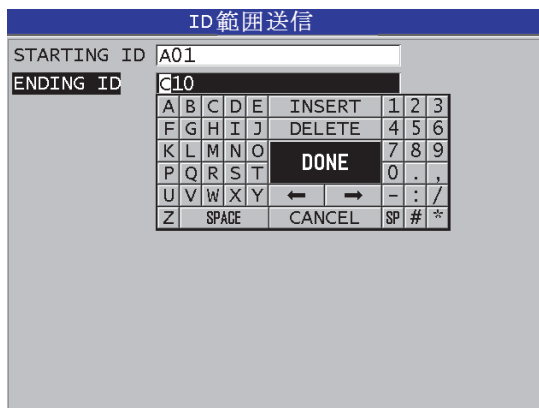 ID範囲送信
STARTING ID A01
ENDING ID C10
A B C D E INSERT 1 2 3
F G H I J DELETE 4 5 6
K L M N O DONE 7 8 9
P Q R S T 0 . ,
U V W X Y ← → - : /
Z SPACE CANCEL SP # *